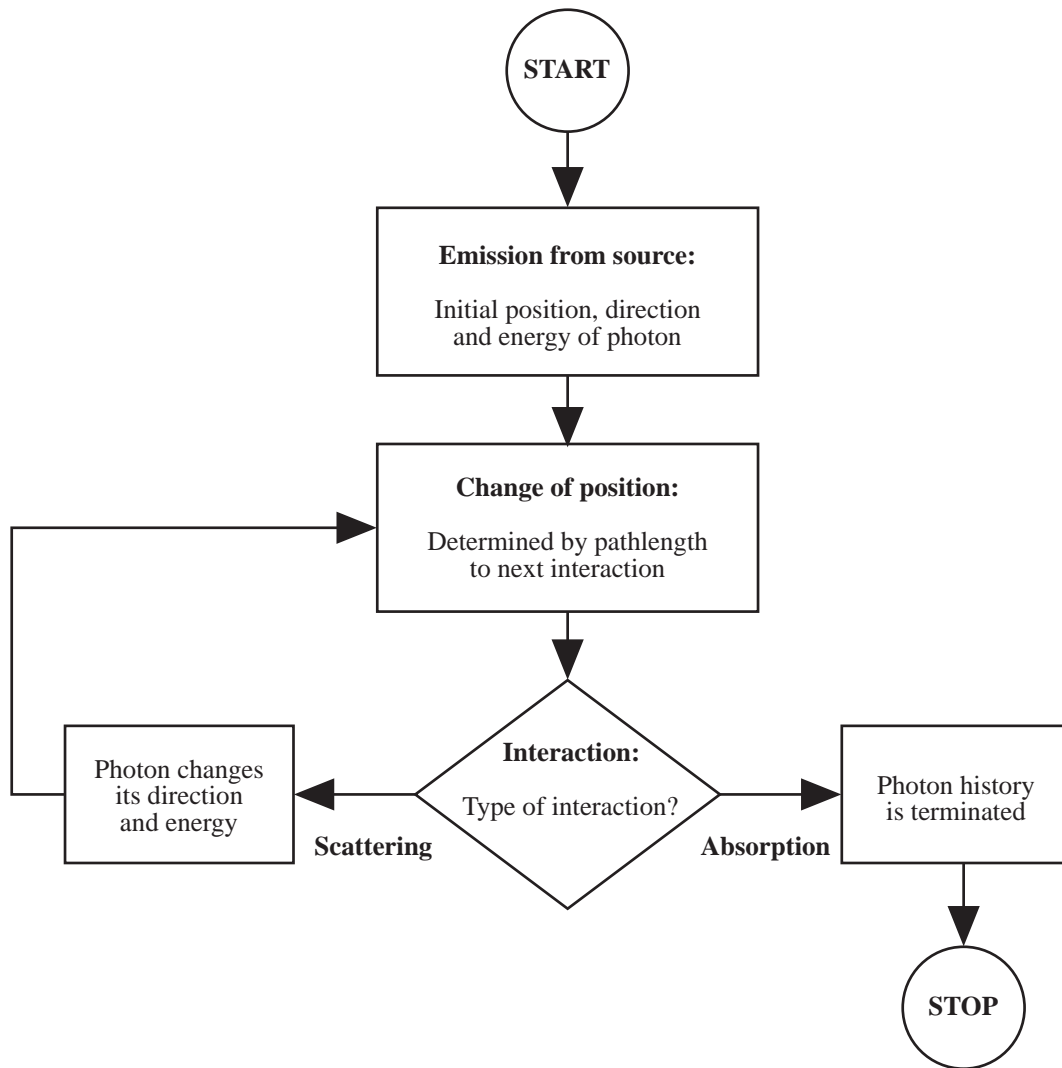 START
Emission from source:
Initial position, direction
and energy of photon
Change of position:
Determined by pathlength
to next interaction
Interaction:
Type of interaction?
Photon changes
its direction
and energy
Scattering
Absorption
Photon history
is terminated
STOP